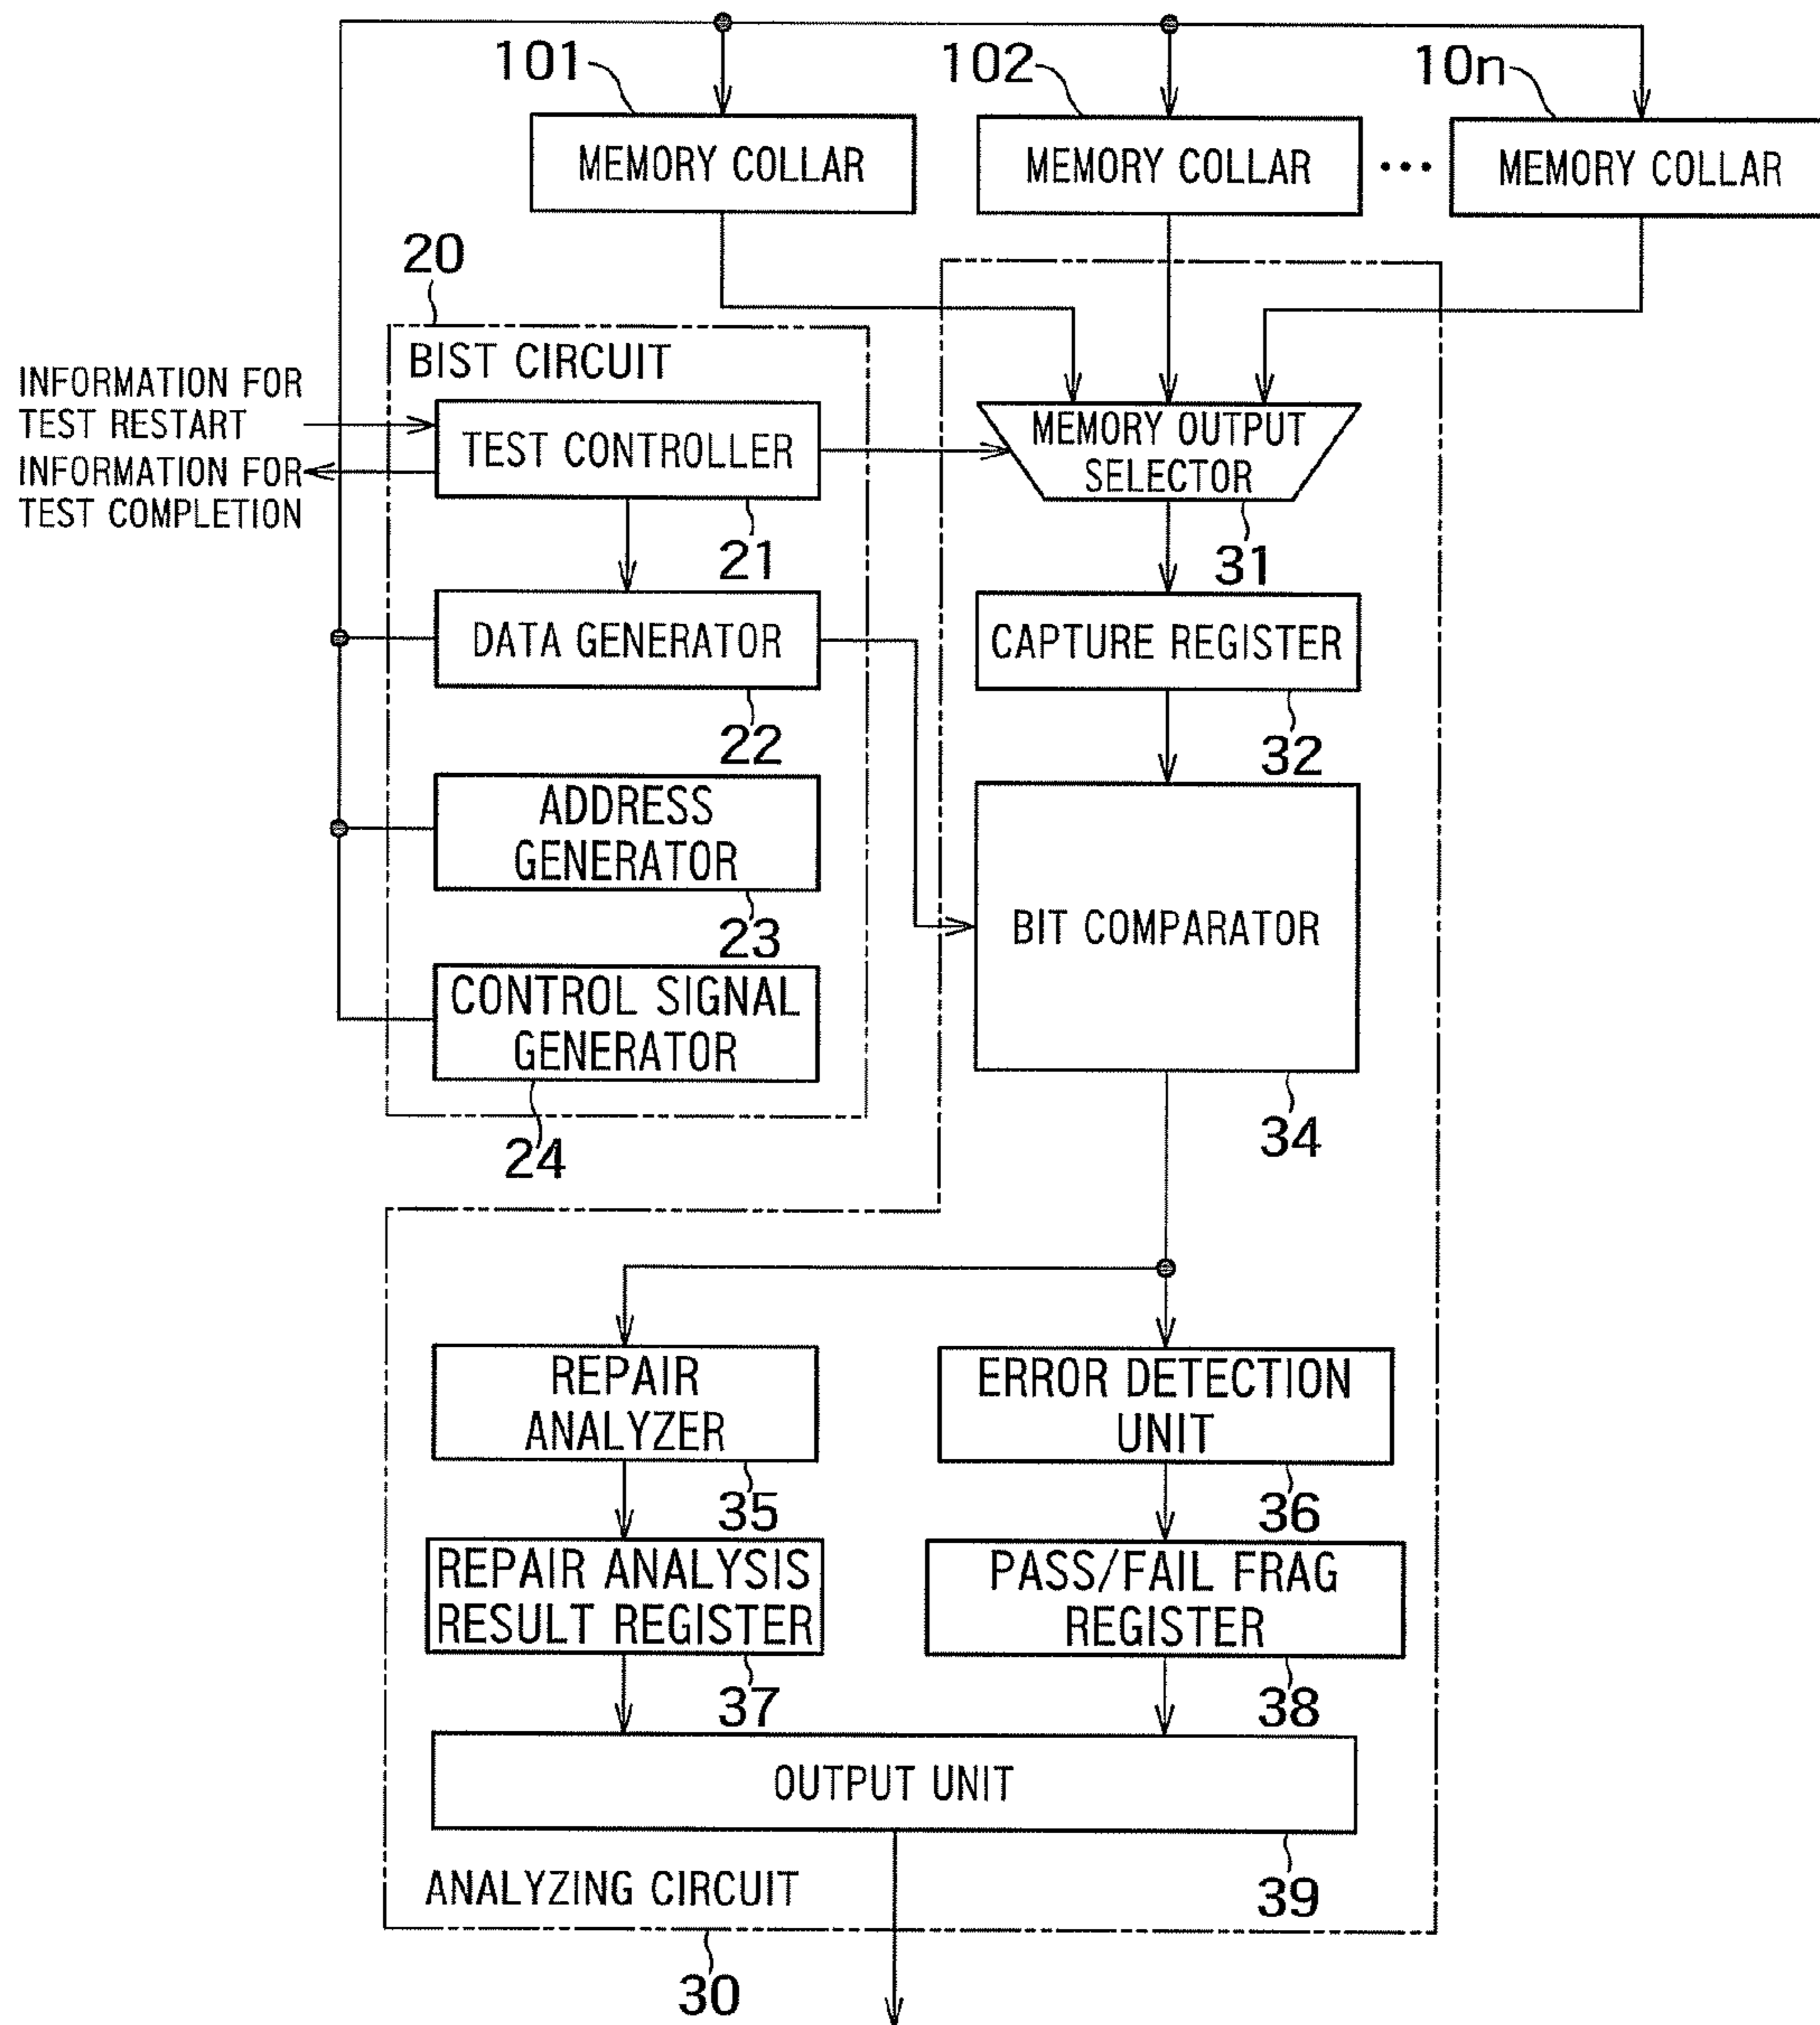 101
102
10n
MEMORY COLLAR
MEMORY COLLAR
•••
MEMORY COLLAR
20
BIST CIRCUIT
INFORMATION FOR
TEST RESTART
INFORMATION FOR
TEST COMPLETION
TEST CONTROLLER
21
MEMORY OUTPUT
SELECTOR
31
DATA GENERATOR
22
CAPTURE REGISTER
32
ADDRESS
GENERATOR
23
BIT COMPARATOR
34
CONTROL SIGNAL
GENERATOR
24
REPAIR
ANALYZER
35
ERROR DETECTION
UNIT
36
REPAIR ANALYSIS
RESULT REGISTER
37
PASS/FAIL FRAG
REGISTER
38
OUTPUT UNIT
39
ANALYZING CIRCUIT
30